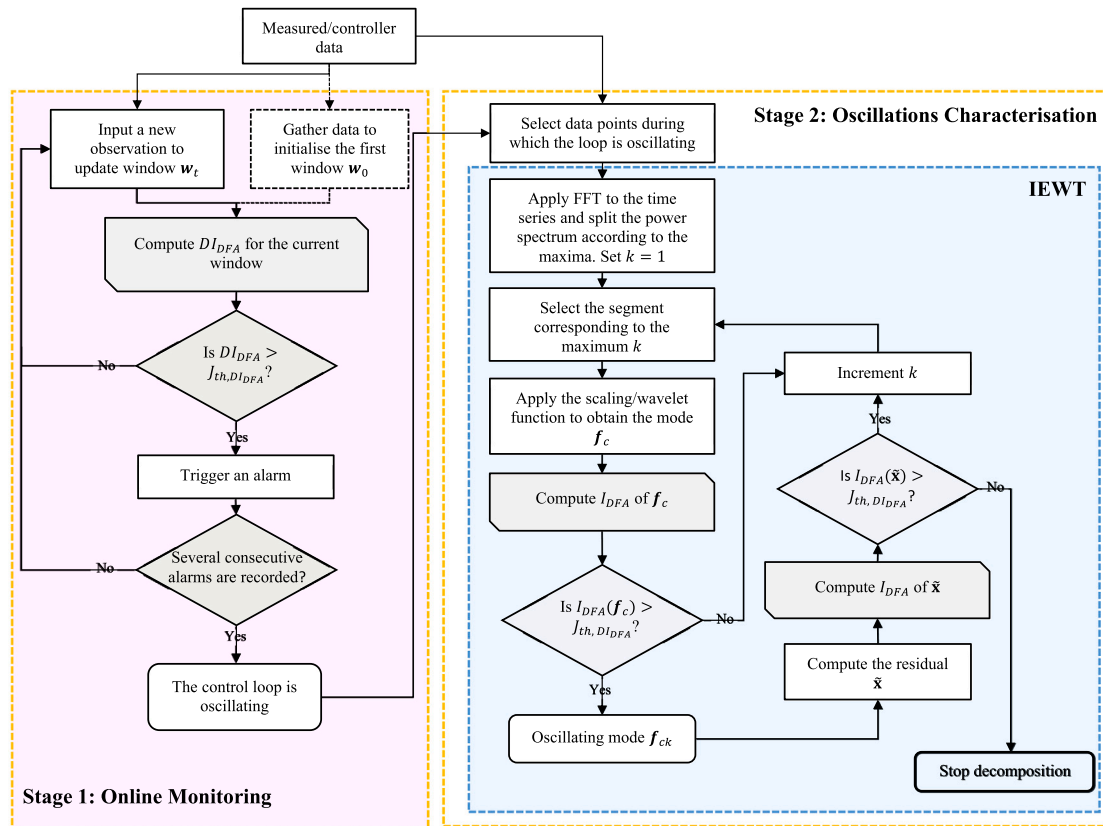 Measured/controller
data
Stage 1: Online Monitoring
Input a new
observation to
update window w_t
Gather data to
initialise the first
window w_0
Compute DI_DFA for the current
window
Is DI_DFA >
J_th,DI_DFA?
No
Yes
Trigger an alarm
Several consecutive
alarms are recorded?
No
Yes
The control loop is
oscillating
Stage 2: Oscillations Characterisation
Select data points during
which the loop is oscillating
IEWT
Apply FFT to the time
series and split the power
spectrum according to the
maxima. Set k = 1
Select the segment
corresponding to the
maximum k
Apply the scaling/wavelet
function to obtain the mode
f_c
Compute I_DFA of f_c
Is I_DFA(f_c) >
J_th, DI_DFA?
No
Yes
Oscillating mode f_ck
Compute the residual
x̃
Compute I_DFA of x̃
Is I_DFA(x̃) >
J_th, DI_DFA?
Yes
No
Increment k
Stop decomposition